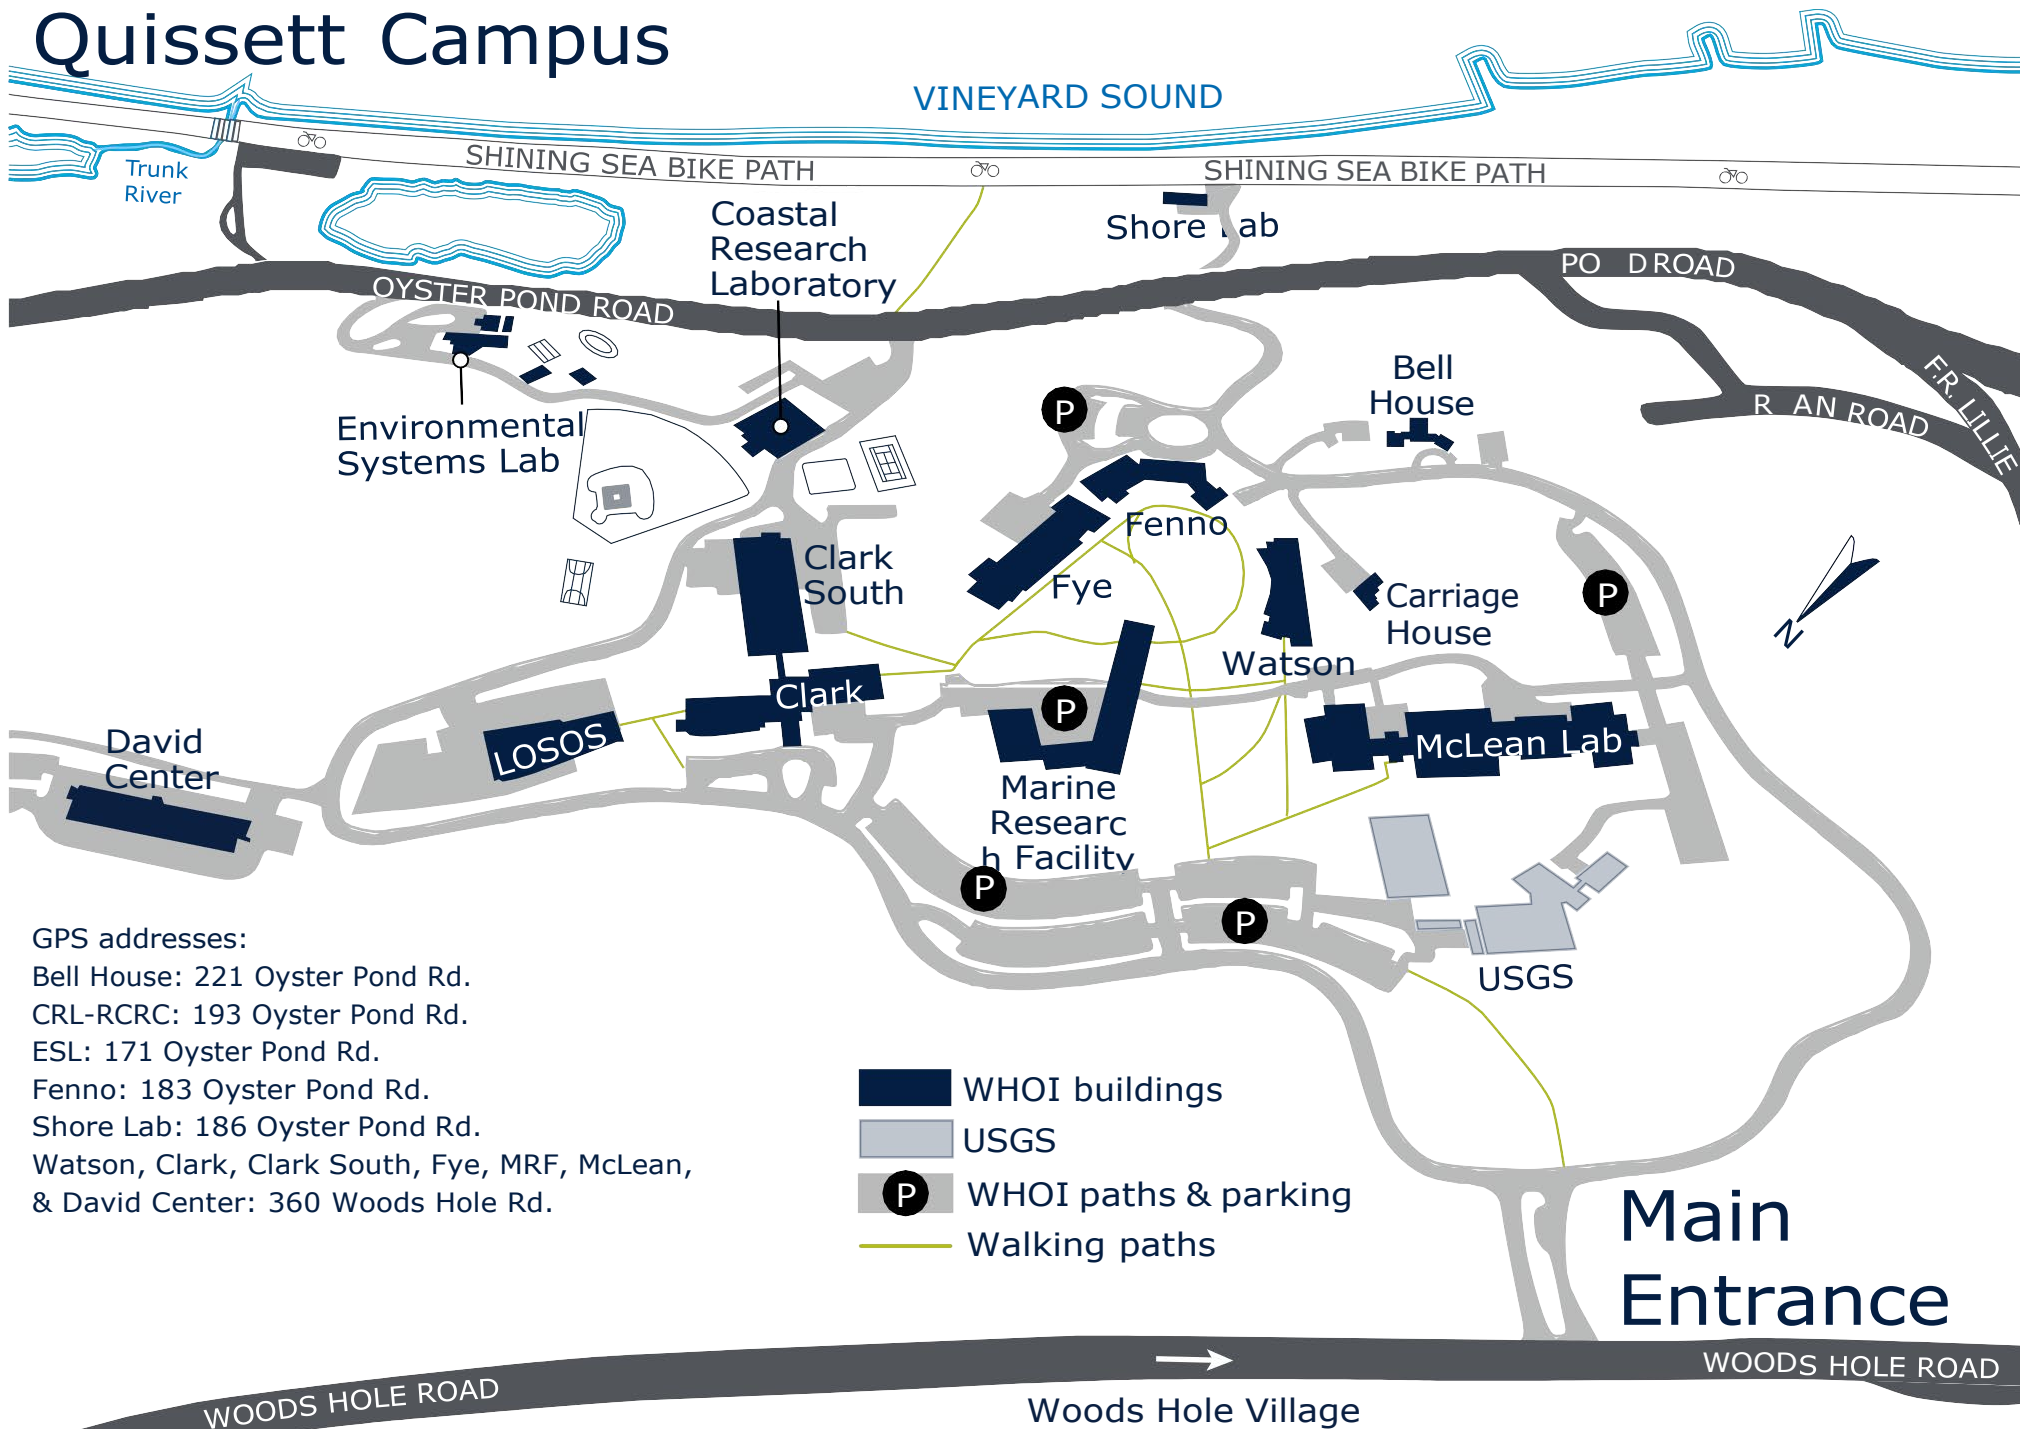 Quissett Campus
VINEYARD SOUND
SHINING SEA BIKE PATH
SHINING SEA BIKE PATH
Trunk
River
Coastal
Research
Laboratory
Shore ab
PO D ROAD
OYSTER POND ROAD
F.R. LILLIE
R AN ROAD
Bell
House
Environmental
Systems Lab
P
Fenno
Clark
South
Fye
Carriage
House
P
N
Watson
Clark
P
LOSOS
McLean Lab
David
Center
Marine
Researc
h Facility
P
P
USGS
GPS addresses:
Bell House: 221 Oyster Pond Rd.
CRL-RCRC: 193 Oyster Pond Rd.
ESL: 171 Oyster Pond Rd.
Fenno: 183 Oyster Pond Rd.
Shore Lab: 186 Oyster Pond Rd.
Watson, Clark, Clark South, Fye, MRF, McLean,
& David Center: 360 Woods Hole Rd.
WHOI buildings
USGS
P WHOI paths & parking
Walking paths
Main
Entrance
WOODS HOLE ROAD
WOODS HOLE ROAD
Woods Hole Village